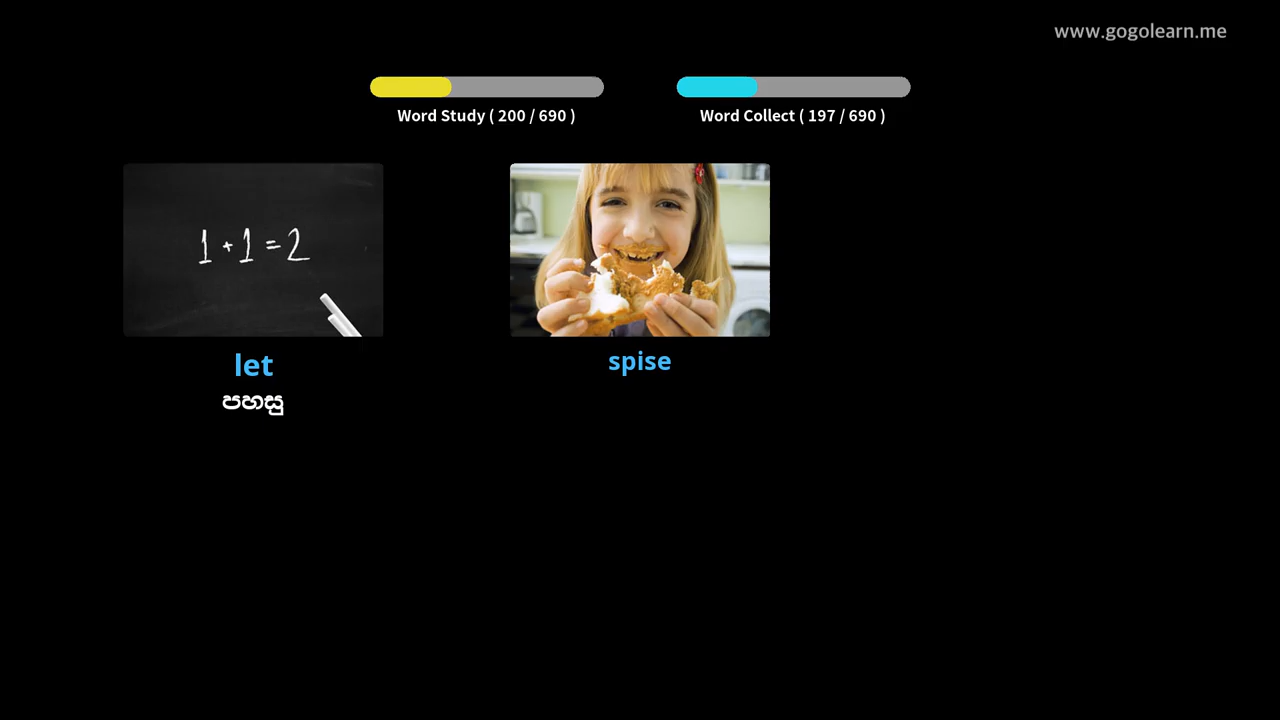 www.gogolearn.me
Word Study ( 200 / 690 )
Word Collect ( 197 / 690 )
1 + 1 = 2
let
පහසු
spise